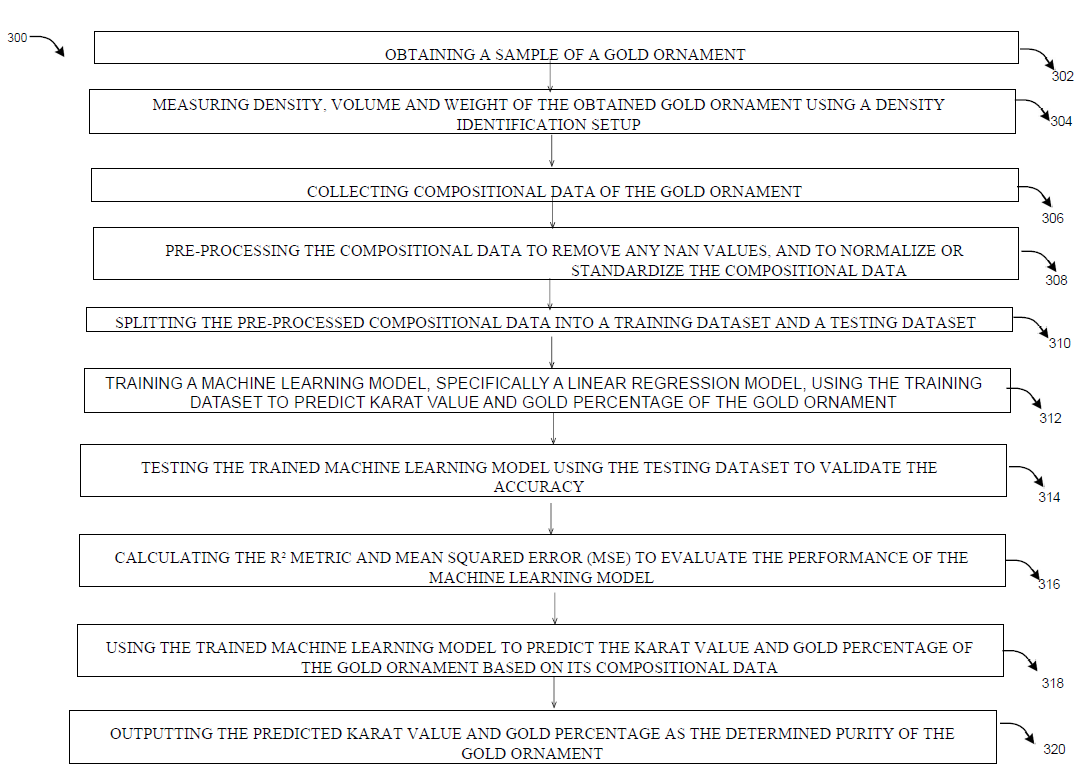 300
OBTAINING A SAMPLE OF A GOLD ORNAMENT
302
MEASURING DENSITY, VOLUME AND WEIGHT OF THE OBTAINED GOLD ORNAMENT USING A DENSITY
IDENTIFICATION SETUP
304
COLLECTING COMPOSITIONAL DATA OF THE GOLD ORNAMENT
306
PRE-PROCESSING THE COMPOSITIONAL DATA TO REMOVE ANY NAN VALUES, AND TO NORMALIZE OR
STANDARDIZE THE COMPOSITIONAL DATA
308
SPLITTING THE PRE-PROCESSED COMPOSITIONAL DATA INTO A TRAINING DATASET AND A TESTING DATASET
310
TRAINING A MACHINE LEARNING MODEL, SPECIFICALLY A LINEAR REGRESSION MODEL, USING THE TRAINING
DATASET TO PREDICT KARAT VALUE AND GOLD PERCENTAGE OF THE GOLD ORNAMENT
312
TESTING THE TRAINED MACHINE LEARNING MODEL USING THE TESTING DATASET TO VALIDATE THE
ACCURACY
314
CALCULATING THE R² METRIC AND MEAN SQUARED ERROR (MSE) TO EVALUATE THE PERFORMANCE OF THE
MACHINE LEARNING MODEL
316
USING THE TRAINED MACHINE LEARNING MODEL TO PREDICT THE KARAT VALUE AND GOLD PERCENTAGE OF
THE GOLD ORNAMENT BASED ON ITS COMPOSITIONAL DATA
318
OUTPUTTING THE PREDICTED KARAT VALUE AND GOLD PERCENTAGE AS THE DETERMINED PURITY OF THE
GOLD ORNAMENT
320